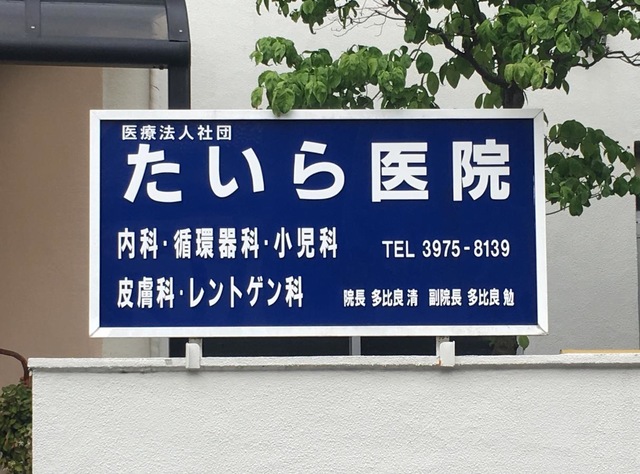 医療法人社団
たいら医院
内科・循環器科・小児科 TEL 3975-8139
皮膚科・レントゲン科 院長 多比良 清 副院長 多比良 勉